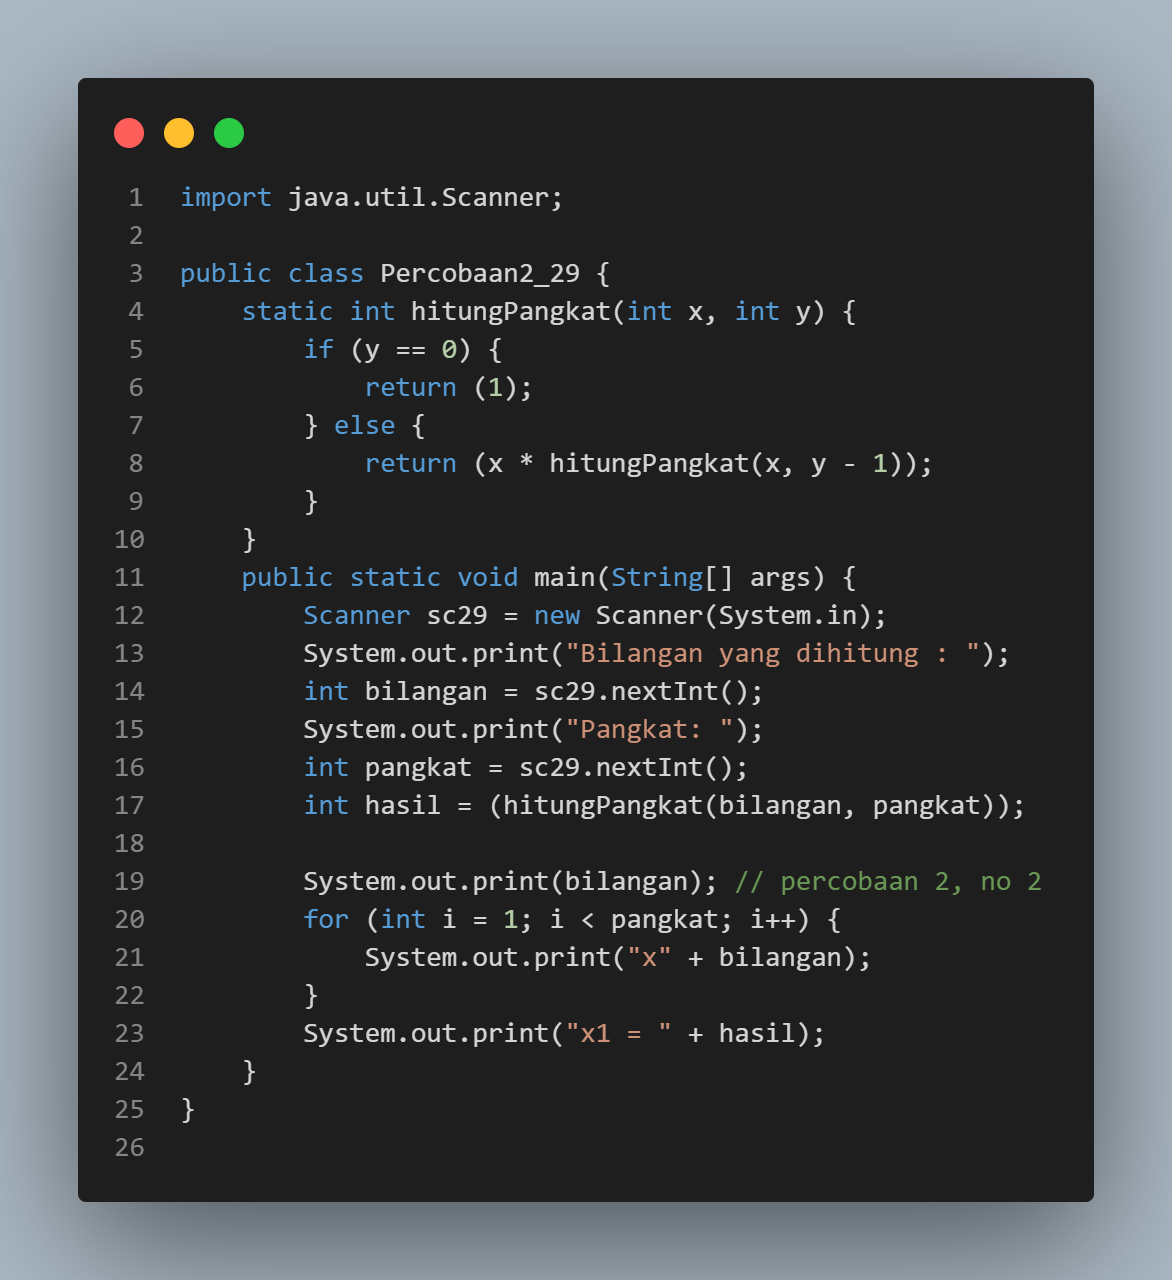 1 import java.util.Scanner;
2
3 public class Percobaan2_29 {
4     static int hitungPangkat(int x, int y) {
5         if (y == 0) {
6             return (1);
7         } else {
8             return (x * hitungPangkat(x, y - 1));
9         }
10     }
11     public static void main(String[] args) {
12         Scanner sc29 = new Scanner(System.in);
13         System.out.print("Bilangan yang dihitung : ");
14         int bilangan = sc29.nextInt();
15         System.out.print("Pangkat: ");
16         int pangkat = sc29.nextInt();
17         int hasil = (hitungPangkat(bilangan, pangkat));
18
19         System.out.print(bilangan); // percobaan 2, no 2
20         for (int i = 1; i < pangkat; i++) {
21             System.out.print("x" + bilangan);
22         }
23         System.out.print("x1 = " + hasil);
24     }
25 }
26